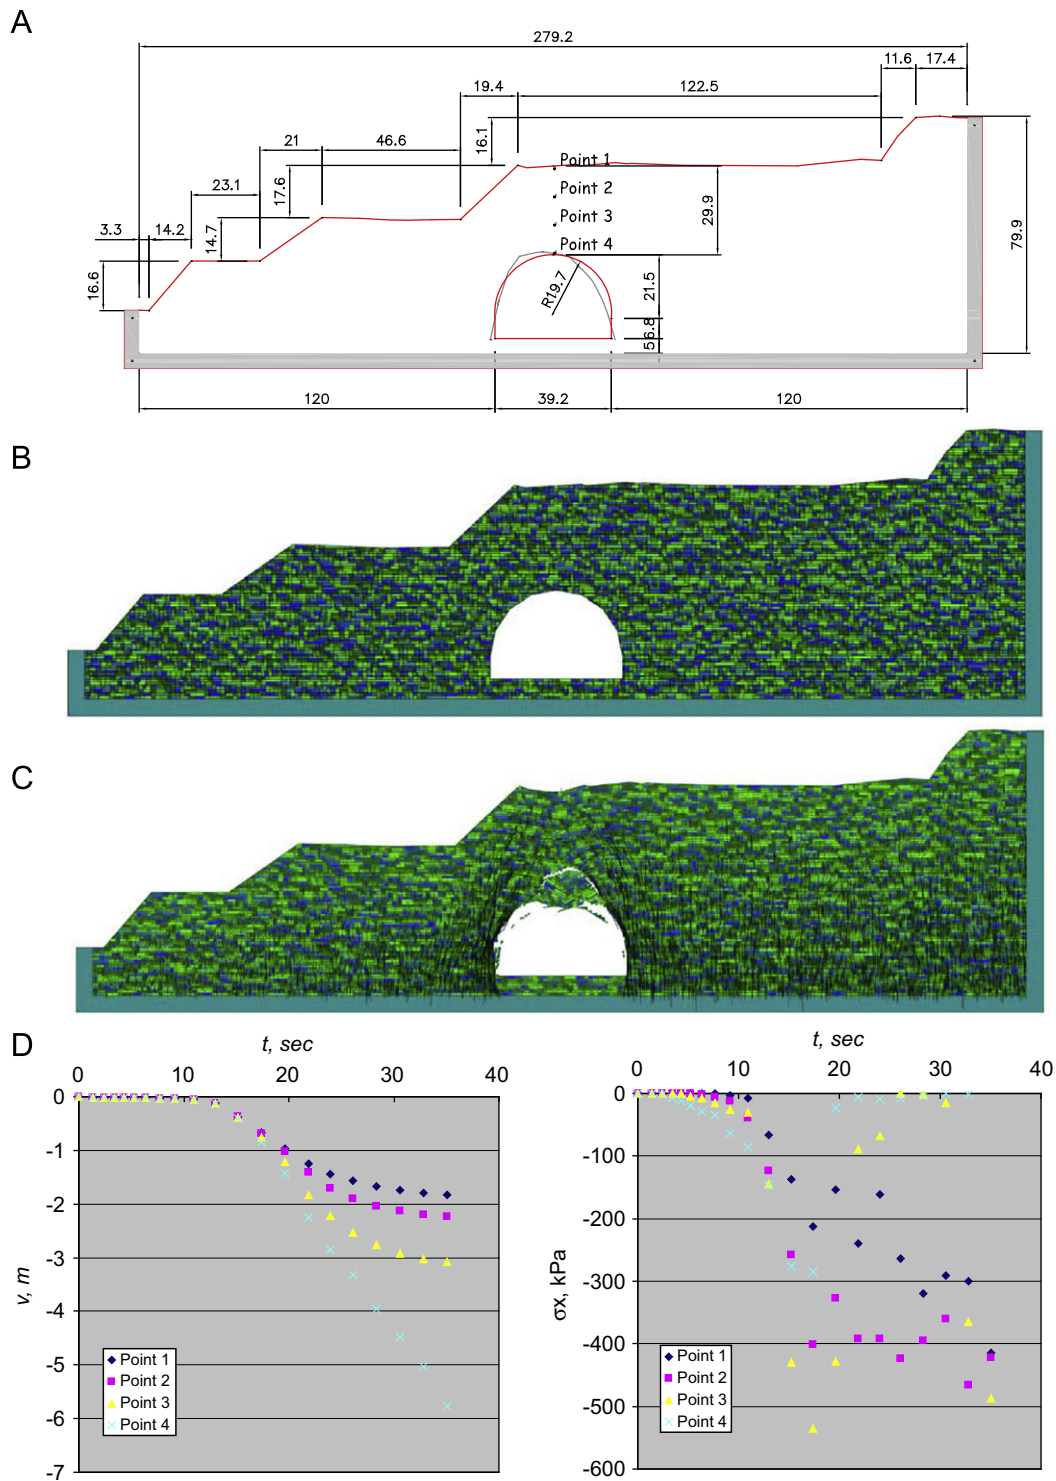 A
279.2
11.6 17.4
19.4 122.5
16.1
21 46.6
Point 1
17.6
23.1
Point 2
29.9
3.3 14.2
14.7
Point 3
79.9
Point 4
16.6
R19.7
21.5
6.8
5
120 39.2 120
B
C
D
t, sec
0 10 20 30 40
0
-1
-2
-3
-4
-5
-6
-7
v, m
Point 1
Point 2
Point 3
Point 4
t, sec
0 10 20 30 40
0
-100
-200
-300
-400
-500
-600
σx, kPa
Point 1
Point 2
Point 3
Point 4